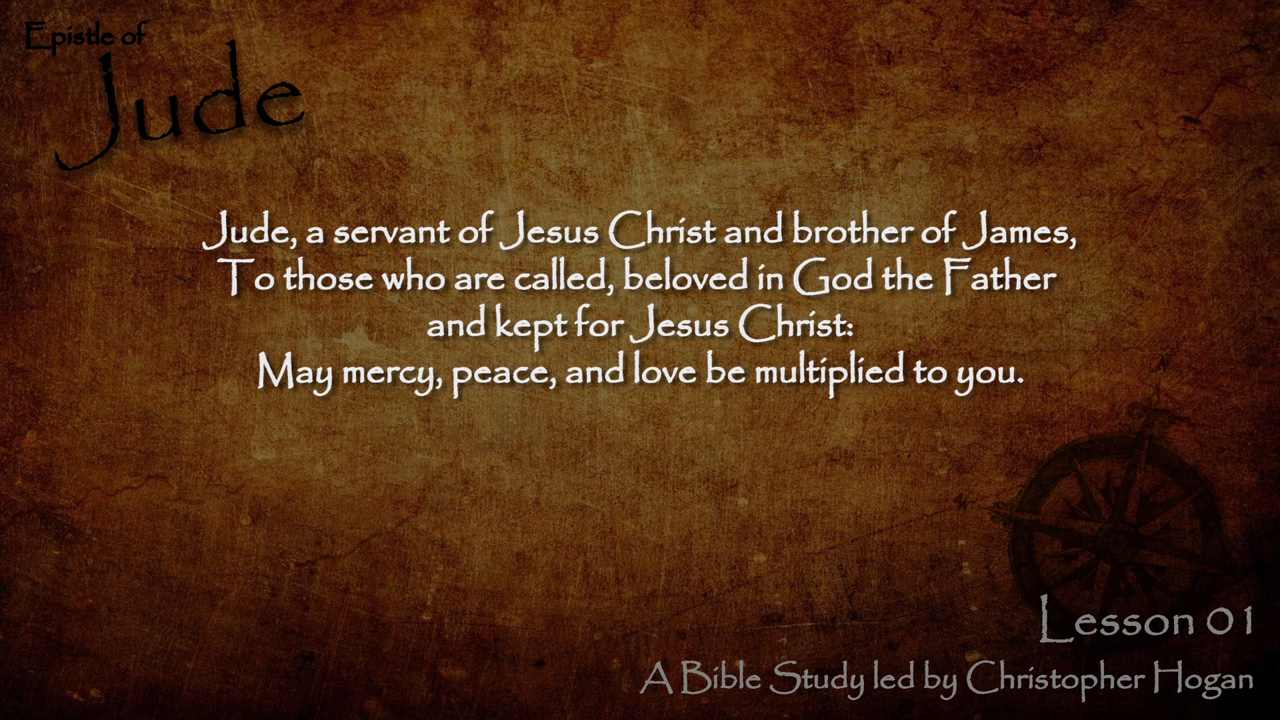 Epistle of
Jude
Jude, a servant of Jesus Christ and brother of James,
To those who are called, beloved in God the Father
and kept for Jesus Christ:
May mercy, peace, and love be multiplied to you.
Lesson 01
A Bible Study led by Christopher Hogan